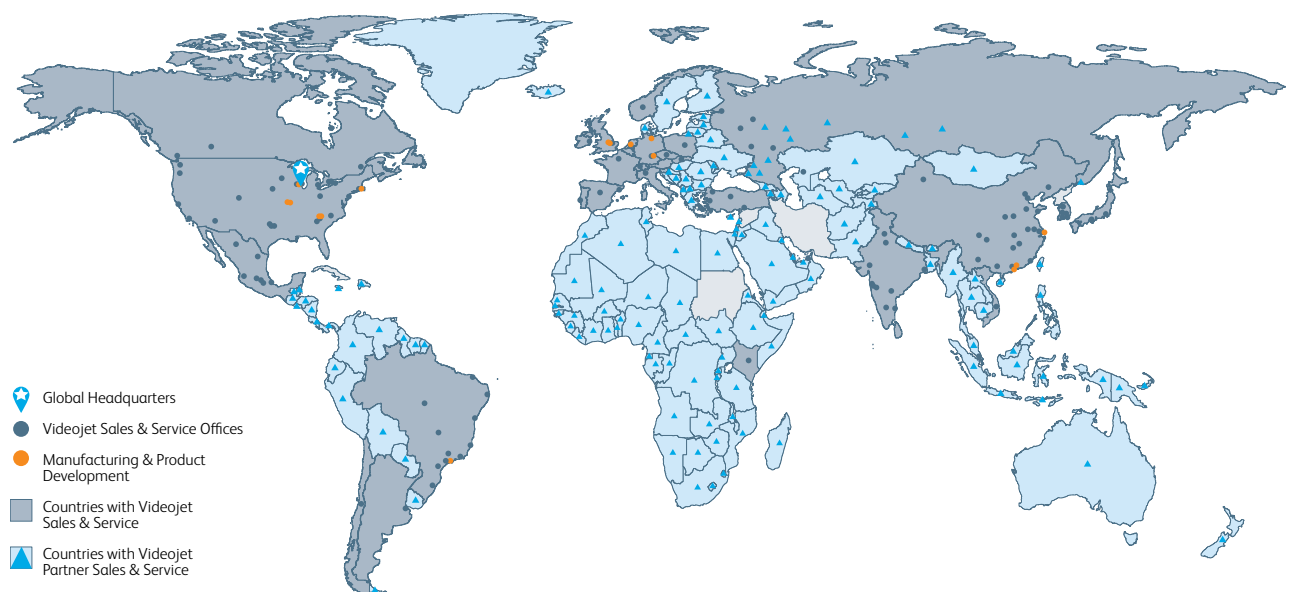 Global Headquarters
Videojet Sales & Service Offices
Manufacturing & Product
Development
Countries with Videojet
Sales & Service
Countries with Videojet
Partner Sales & Service